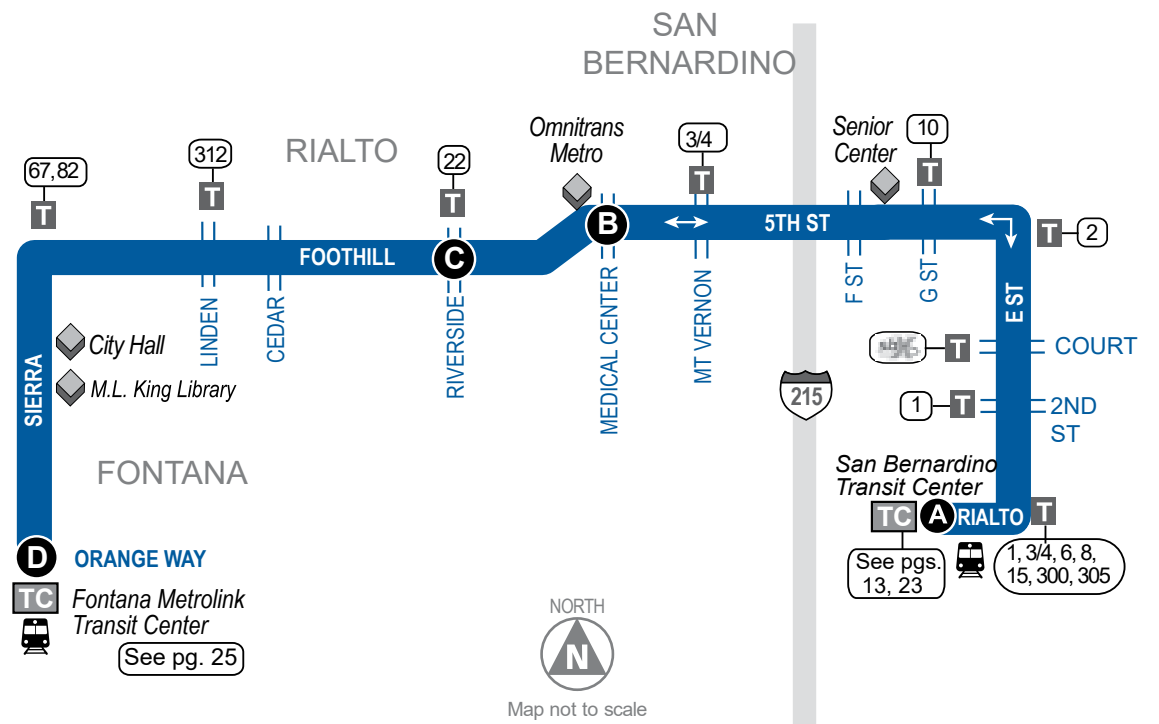 SAN
BERNARDINO
Omnitrans
Metro
3/4
Senior
Center
10
312
RIALTO
22
67,82
T
T
T
T
T
B
5TH ST
T
2
FOOTHILL
C
LINDEN
CEDAR
RIVERSIDE
MEDICAL CENTER
MT VERNON
F ST
G ST
E ST
City Hall
M.L. King Library
SIERRA
T
COURT
215
1
T
2ND
ST
FONTANA
San Bernardino
Transit Center
TC
A
RIALTO
T
D
ORANGE WAY
See pgs.
13, 23
1, 3/4, 6, 8,
15, 300, 305
TC
Fontana Metrolink
Transit Center
See pg. 25
NORTH
N
Map not to scale